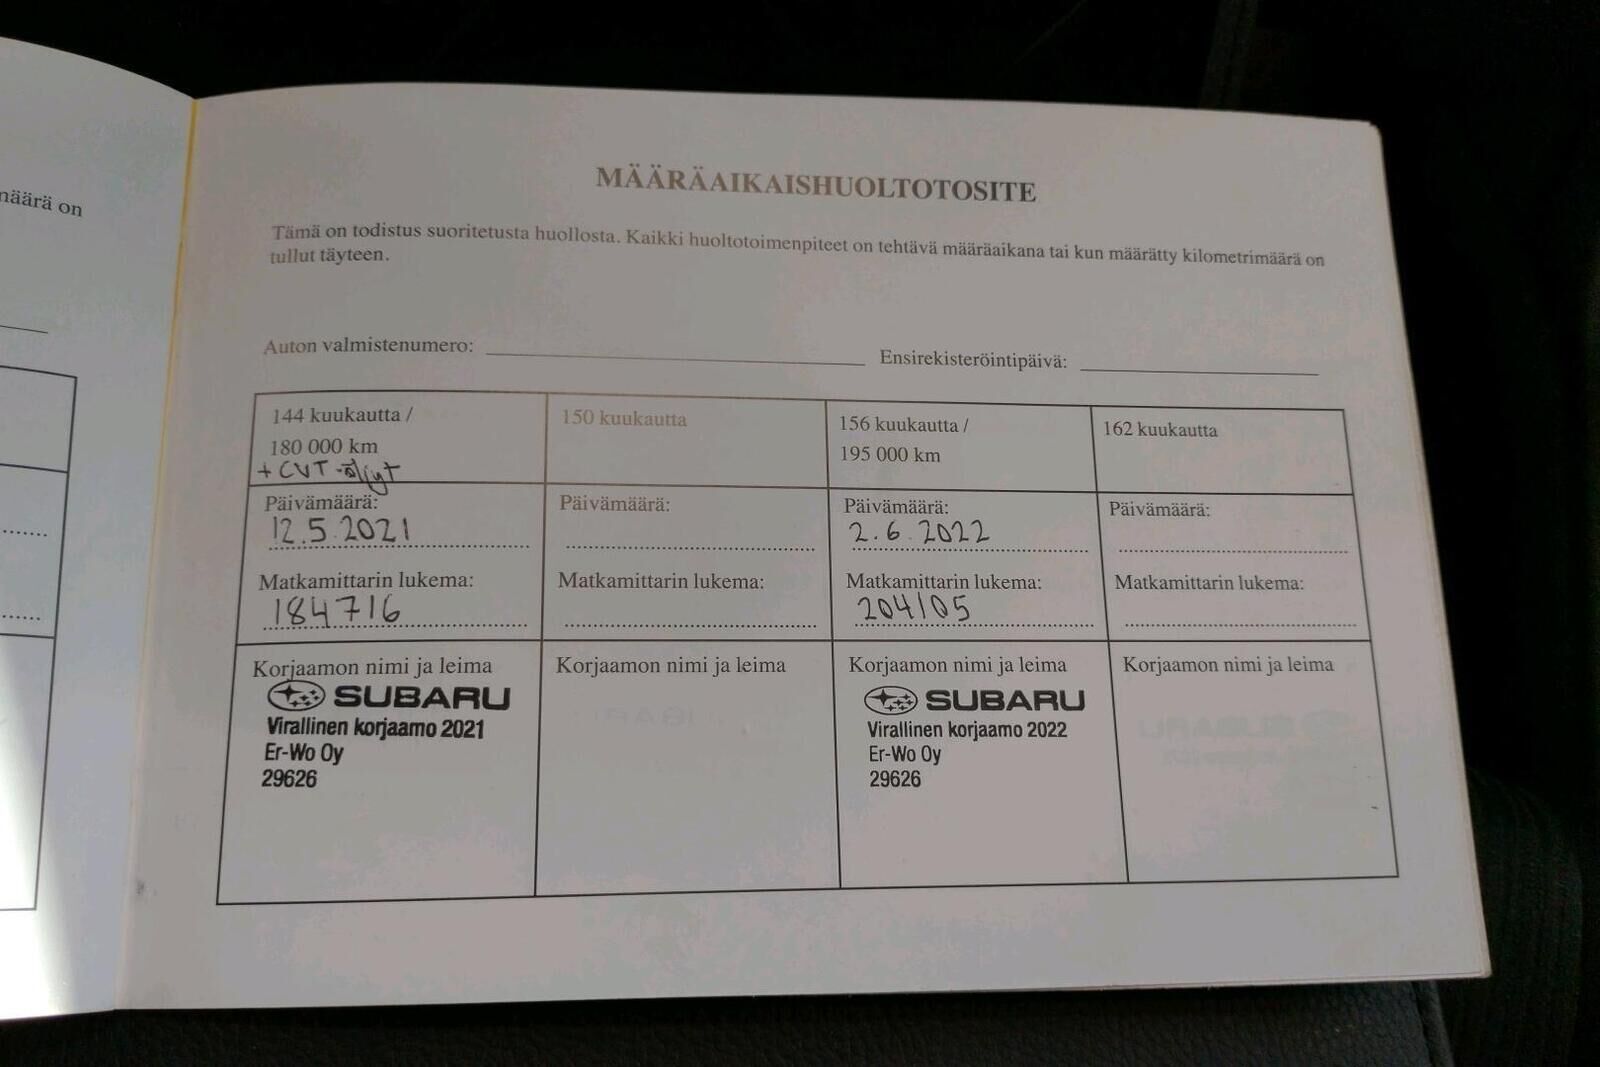 näärä on
MÄÄRÄAIKAISHUOLTOTOSITE
Tämä on todistus suoritetusta huollosta. Kaikki huoltotoimenpiteet on tehtävä määräaikana tai kun määrätty kilometrimäärä on
tullut täyteen.
Auton valmistenumero:
Ensirekisteröintipäivä:
144 kuukautta /
180 000 km
+ CVT-öljyt
Päivämäärä:
12.5.2021
Matkamittarin lukema:
184716
Korjaamon nimi ja leima
SUBARU
Virallinen korjaamo 2021
Er-Wo Oy
29626
150 kuukautta
Päivämäärä:
Matkamittarin lukema:
Korjaamon nimi ja leima
156 kuukautta /
195 000 km
Päivämäärä:
2.6.2022
Matkamittarin lukema:
204105
Korjaamon nimi ja leima
SUBARU
Virallinen korjaamo 2022
Er-Wo Oy
29626
162 kuukautta
Päivämäärä:
Matkamittarin lukema:
Korjaamon nimi ja leima